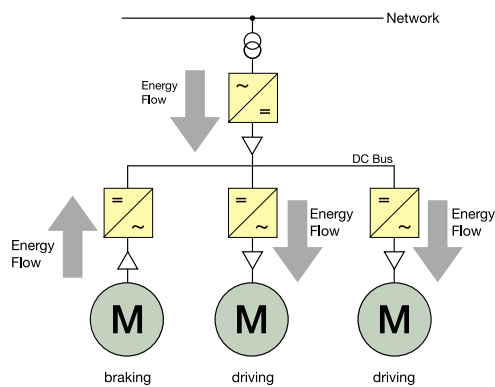 Network
Energy
Flow
~
=
DC Bus
=
~
=
~
=
~
Energy
Flow
Energy
Flow
Energy
Flow
M
M
M
braking
driving
driving